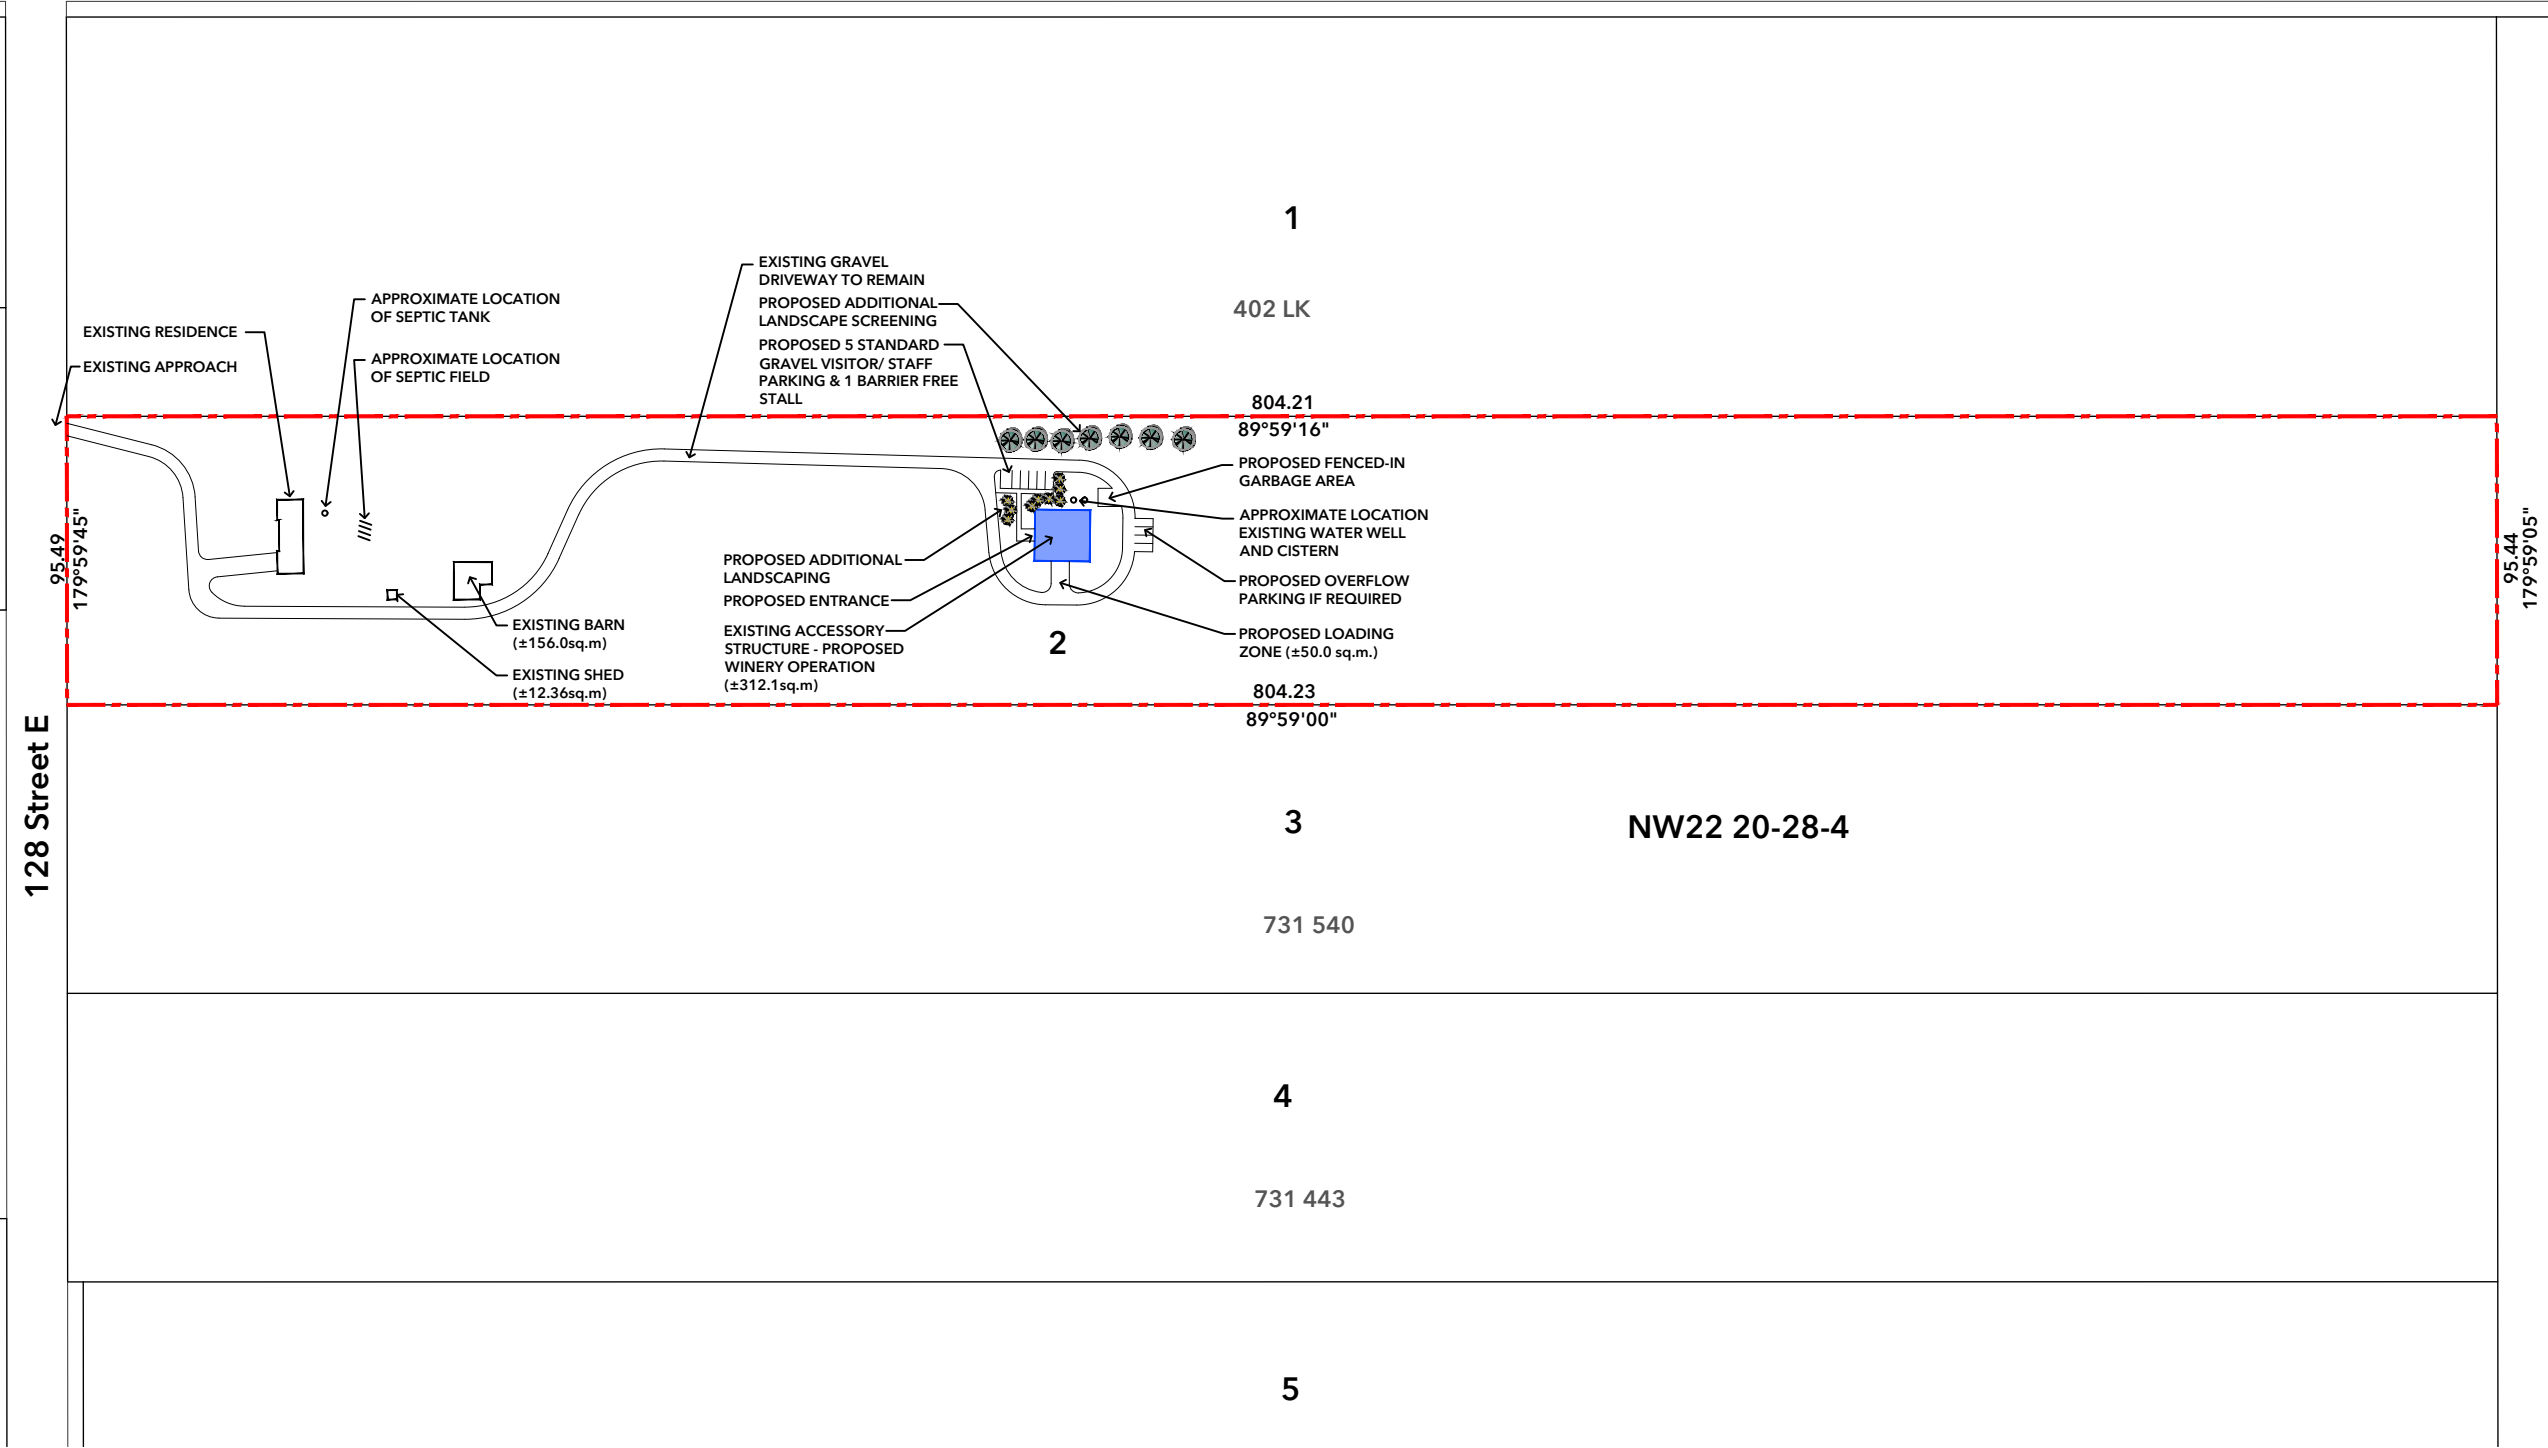 1
402 LK
EXISTING GRAVEL
DRIVEWAY TO REMAIN
PROPOSED ADDITIONAL
LANDSCAPE SCREENING
PROPOSED 5 STANDARD
GRAVEL VISITOR/ STAFF
PARKING & 1 BARRIER FREE
STALL
APPROXIMATE LOCATION
OF SEPTIC TANK
EXISTING RESIDENCE
APPROXIMATE LOCATION
OF SEPTIC FIELD
EXISTING APPROACH
804.21
89°59'16"
PROPOSED FENCED-IN
GARBAGE AREA
APPROXIMATE LOCATION
EXISTING WATER WELL
AND CISTERN
PROPOSED OVERFLOW
PARKING IF REQUIRED
PROPOSED LOADING
ZONE (±50.0 sq.m.)
95.49
179°59'45"
95.44
179°59'05"
PROPOSED ADDITIONAL
LANDSCAPING
PROPOSED ENTRANCE
EXISTING ACCESSORY
STRUCTURE - PROPOSED
WINERY OPERATION
(±312.1sq.m)
EXISTING BARN
(±156.0sq.m)
EXISTING SHED
(±12.36sq.m)
2
804.23
89°59'00"
128 Street E
3
NW22 20-28-4
731 540
4
731 443
5